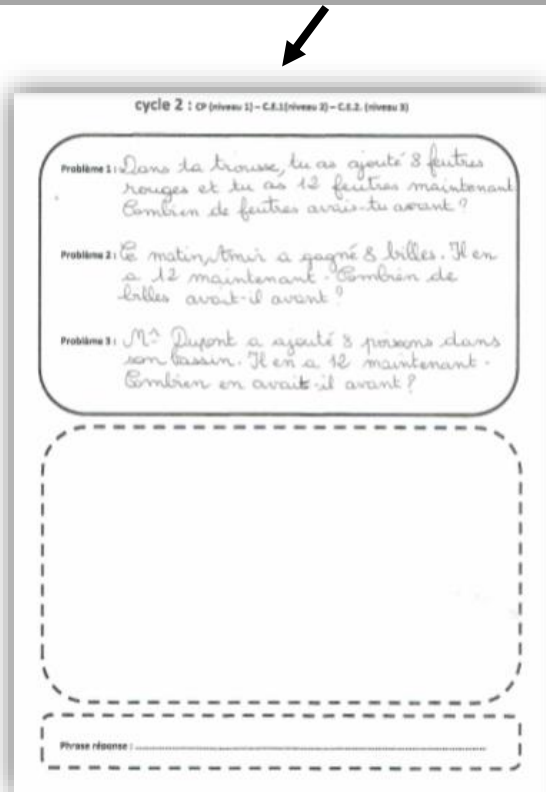 cycle 2 : CP (niveau 1) – C.E.1(niveau 2) – C.E.2. (niveau 3)
Problème 1 : Dans ta trousse, tu as ajouté 8 feutres
rouges et tu as 12 feutres maintenant
Combien de feutres avais-tu avant ?
Problème 2 : Ce matin, Amir a gagné 8 billes. Il en
a 12 maintenant. Combien de
billes avait-il avant ?
Problème 3 : Mr Dupont a ajouté 8 poissons dans
son bassin. Il en a 12 maintenant.
Combien en avait-il avant ?
Phrase réponse :